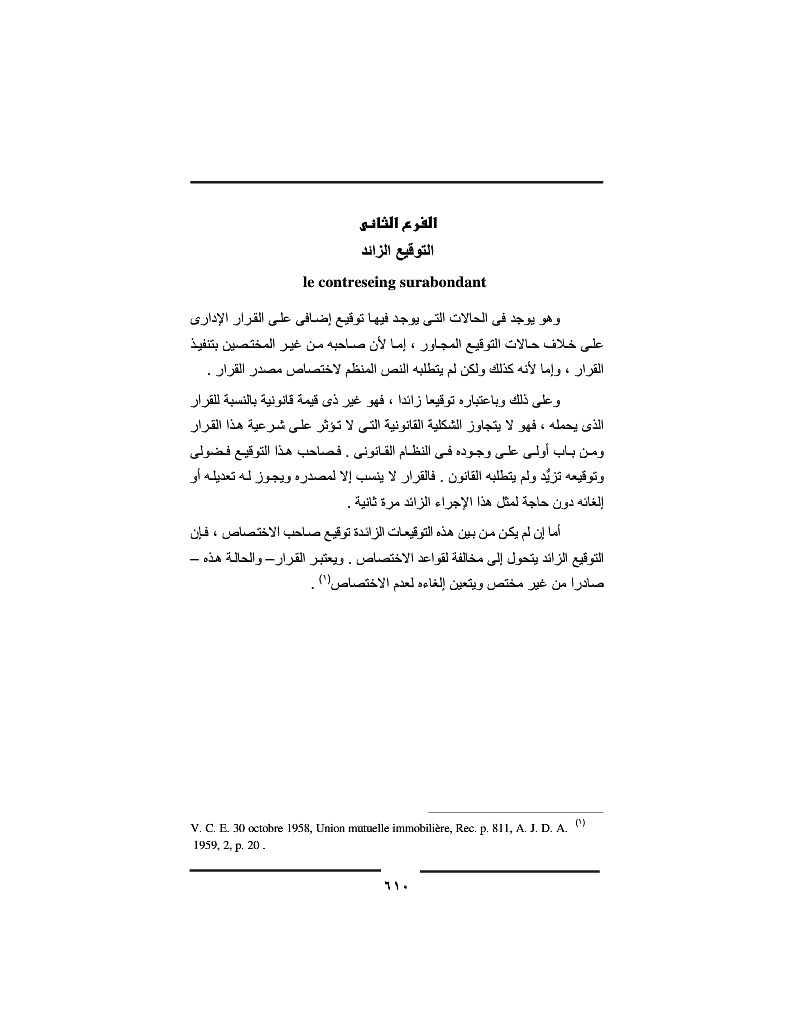 الفرع الثانى
التوقيع الزائد
le contreseing surabondant
وهو يوجد فى الحالات التى يوجد فيها توقيع إضافى على القرار الإدارى
على خلاف حالات التوقيع المجاور ، إما لأن صاحبه من غير المختصين بتنفيذ
القرار ، وإما لأنه كذلك ولكن لم يتطلبه النص المنظم لاختصاص مصدر القرار .
وعلى ذلك وباعتباره توقيعا زائدا ، فهو غير ذى قيمة قانونية بالنسبة للقرار
الذى يحمله ، فهو لا يتجاوز الشكلية القانونية التى لا تؤثر على شرعية هذا القرار
ومن باب أولى على وجوده فى النظام القانونى . فصاحب هذا التوقيع فضولى
وتوقيعه تزيُّد ولم يتطلبه القانون . فالقرار لا ينسب إلا لمصدره ويجوز له تعديله أو
إلغائه دون حاجة لمثل هذا الإجراء الزائد مرة ثانية .
أما إن لم يكن من بين هذه التوقيعات الزائدة توقيع صاحب الاختصاص ، فإن
التوقيع الزائد يتحول إلى مخالفة لقواعد الاختصاص . ويعتبر القرار– والحالة هذه –
صادرا من غير مختص ويتعين إلغاءه لعدم الاختصاص(١) .
V. C. E. 30 octobre 1958, Union mutuelle immobilière, Rec. p. 811, A. J. D. A. (١)
1959, 2, p. 20 .
٦١٠